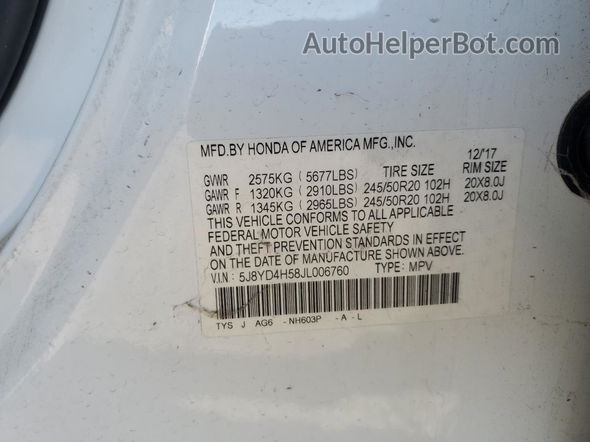 AutoHelperBot.com
MFD.BY HONDA OF AMERICA MFG.,INC. 12/'17
GVWR 2575KG (5677LBS) TIRE SIZE RIM SIZE
GAWR F 1320KG (2910LBS) 245/50R20 102H 20X8.0J
GAWR R 1345KG (2965LBS) 245/50R20 102H 20X8.0J
THIS VEHICLE CONFORMS TO ALL APPLICABLE
FEDERAL MOTOR VEHICLE SAFETY
AND THEFT PREVENTION STANDARDS IN EFFECT
ON THE DATE OF MANUFACTURE SHOWN ABOVE.
V.I.N: 5J8YD4H58JL006760 TYPE: MPV
TYS J AG6 -NH603P -A-L